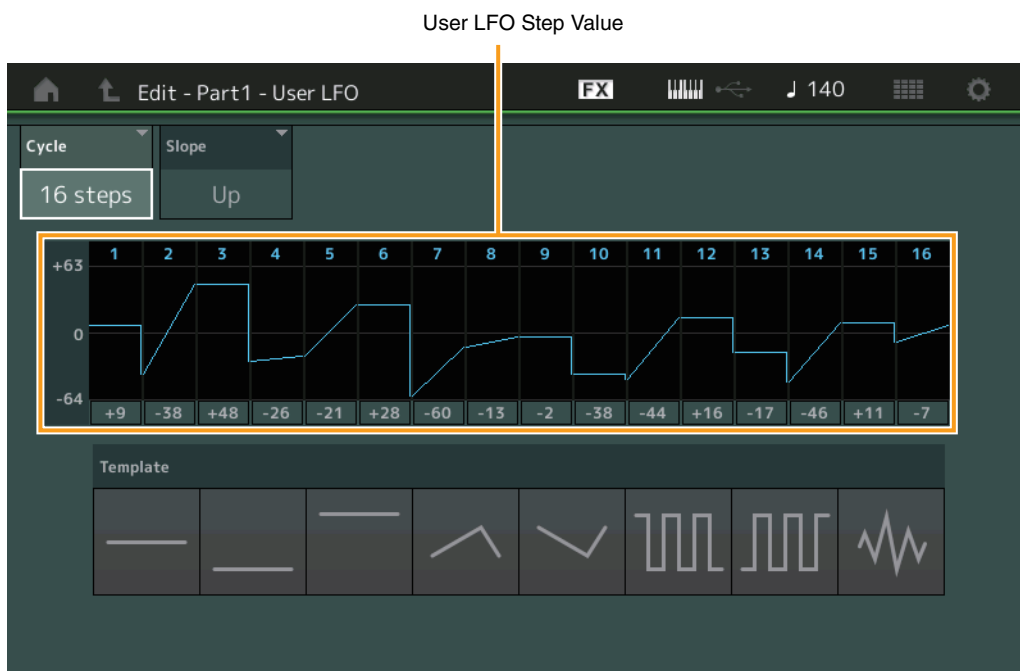 User LFO Step Value
Edit - Part1 - User LFO FX 140
Cycle Slope
16 steps Up
1 2 3 4 5 6 7 8 9 10 11 12 13 14 15 16
+63
0
-64
+9 -38 +48 -26 -21 +28 -60 -13 -2 -38 -44 +16 -17 -46 +11 -7
Template